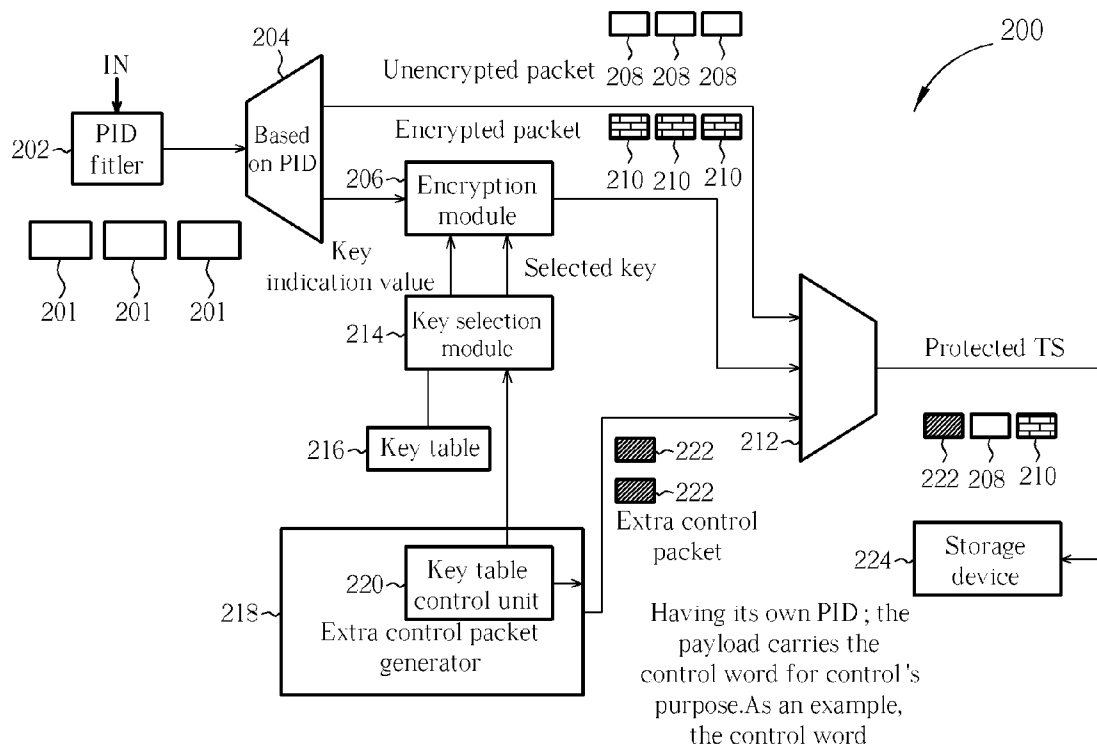 200
204
Unencrypted packet
208 208 208
IN
202
PID
fitler
Based
on PID
Encrypted packet
210 210 210
206
Encryption
module
201 201 201
Key
indication value
Selected key
214
Key selection
module
Protected TS
212
216
Key table
222
222
Extra control
packet
222 208 210
224
Storage
device
218
220
Key table
control unit
Extra control packet
generator
Having its own PID ; the
payload carries the
control word for control's
purpose.As an example,
the control word